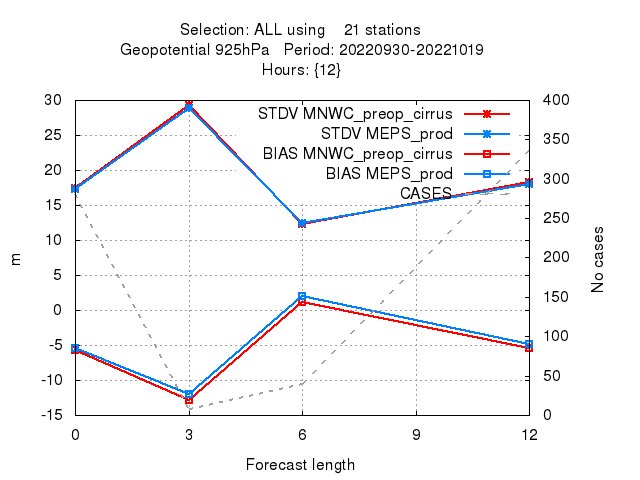 Selection: ALL using 21 stations
Geopotential 925hPa Period: 20220930-20221019
Hours: {12}
30 400
STDV MNWC_preop_cirrus
25 350
STDV MEPS_prod
BIAS MNWC_preop_cirrus
20 300
BIAS MEPS_prod
CASES
15 250
10 200
m No cases
5 150
0 100
-5
-10 50
-15 0
0 3 6 9 12
Forecast length